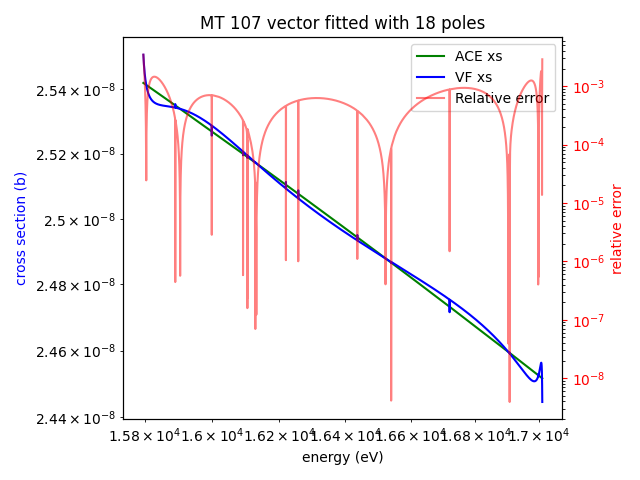 MT 107 vector fitted with 18 poles
ACE xs
VF xs
Relative error
cross section (b)
2.54 × 10⁻⁸
2.52 × 10⁻⁸
2.5 × 10⁻⁸
2.48 × 10⁻⁸
2.46 × 10⁻⁸
2.44 × 10⁻⁸
10⁻³
10⁻⁴
10⁻⁵
10⁻⁶
10⁻⁷
10⁻⁸
relative error
1.58 × 10⁴ 1.6 × 10⁴ 1.62 × 10⁴ 1.64 × 10⁴ 1.66 × 10⁴ 1.68 × 10⁴ 1.7 × 10⁴
energy (eV)